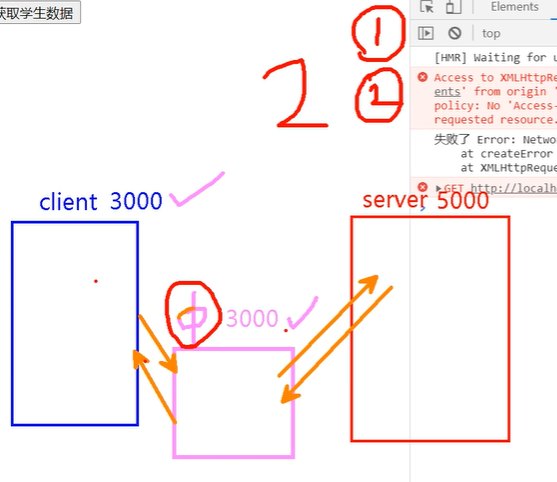 获取学生数据
Elements
top
[HMR] Waiting for u
Access to XMLHttpRe
ents' from origin '
policy: No 'Access-
requested resource.
失败了 Error: Netwo
at createError
at XMLHttpReque
GET http://localh
2
1
2
client 3000
server 5000
中 3000